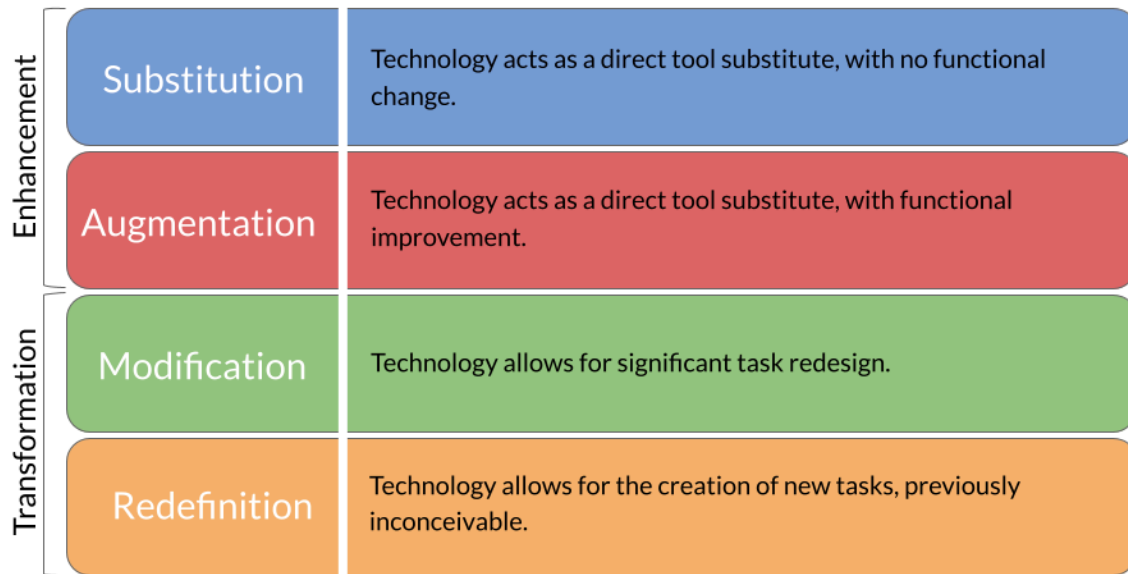 Enhancement
Substitution
Technology acts as a direct tool substitute, with no functional
change.
Augmentation
Technology acts as a direct tool substitute, with functional
improvement.
Transformation
Modification
Technology allows for significant task redesign.
Redefinition
Technology allows for the creation of new tasks, previously
inconceivable.